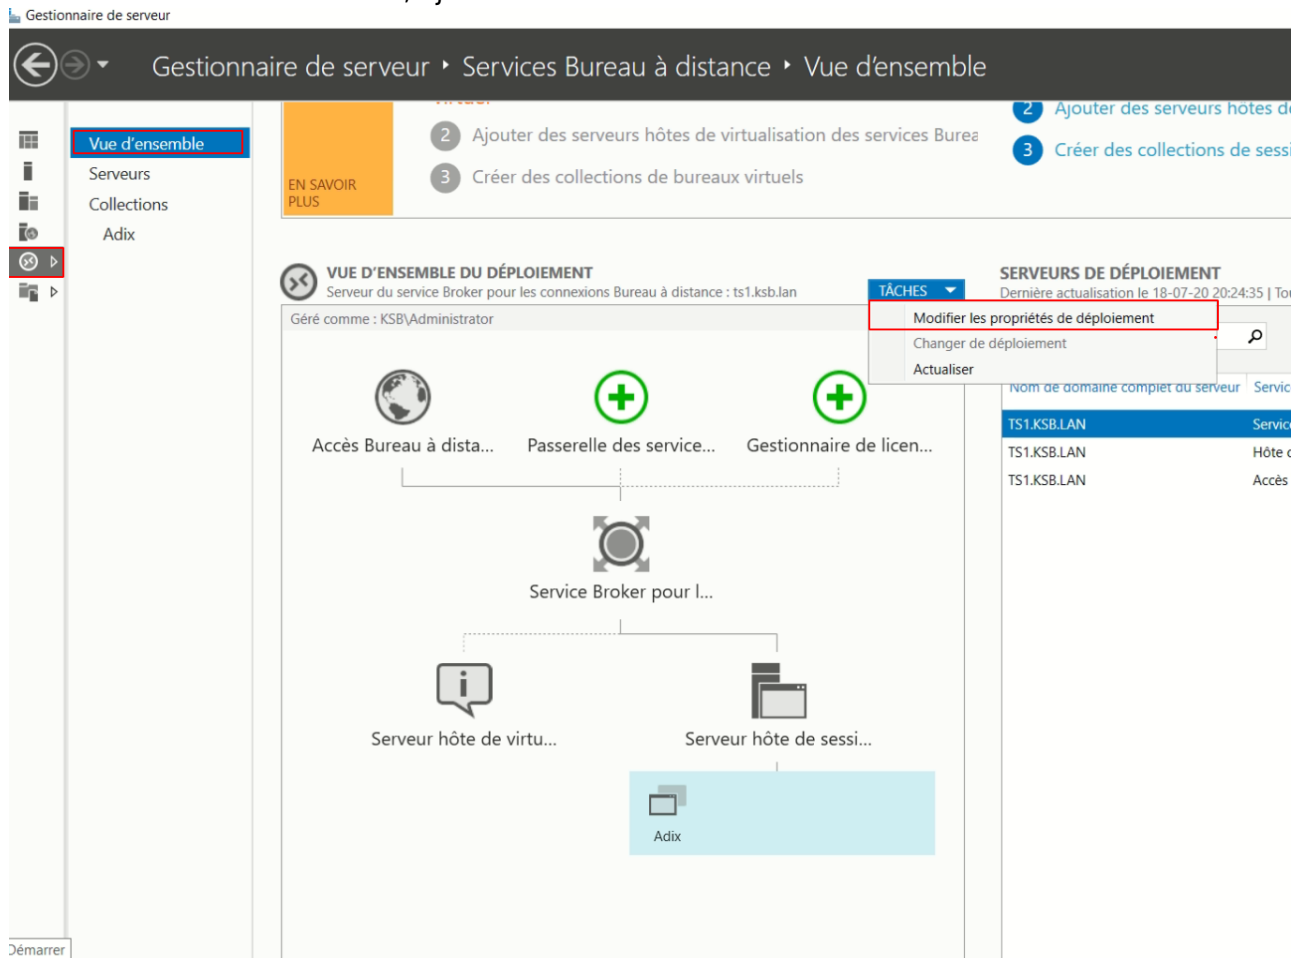 Gestionnaire de serveur
Gestionnaire de serveur ‣ Services Bureau à distance ‣ Vue d'ensemble
Vue d'ensemble
Serveurs
Collections
Adix
EN SAVOIR
PLUS
2 Ajouter des serveurs hôtes de virtualisation des services Burea
3 Créer des collections de bureaux virtuels
2 Ajouter des serveurs hôtes d
3 Créer des collections de sessi
VUE D'ENSEMBLE DU DÉPLOIEMENT
Serveur du service Broker pour les connexions Bureau à distance : ts1.ksb.lan
TÂCHES
Géré comme : KSB\Administrator
Modifier les propriétés de déploiement
Changer de déploiement
Actualiser
SERVEURS DE DÉPLOIEMENT
Dernière actualisation le 18-07-20 20:24:35 | Tou
Nom de domaine complet du serveur Servic
TS1.KSB.LAN Service
TS1.KSB.LAN Hôte
TS1.KSB.LAN Accès
Accès Bureau à dista...
Passerelle des service...
Gestionnaire de licen...
Service Broker pour l...
Serveur hôte de virtu...
Serveur hôte de sessi...
Adix
Démarrer